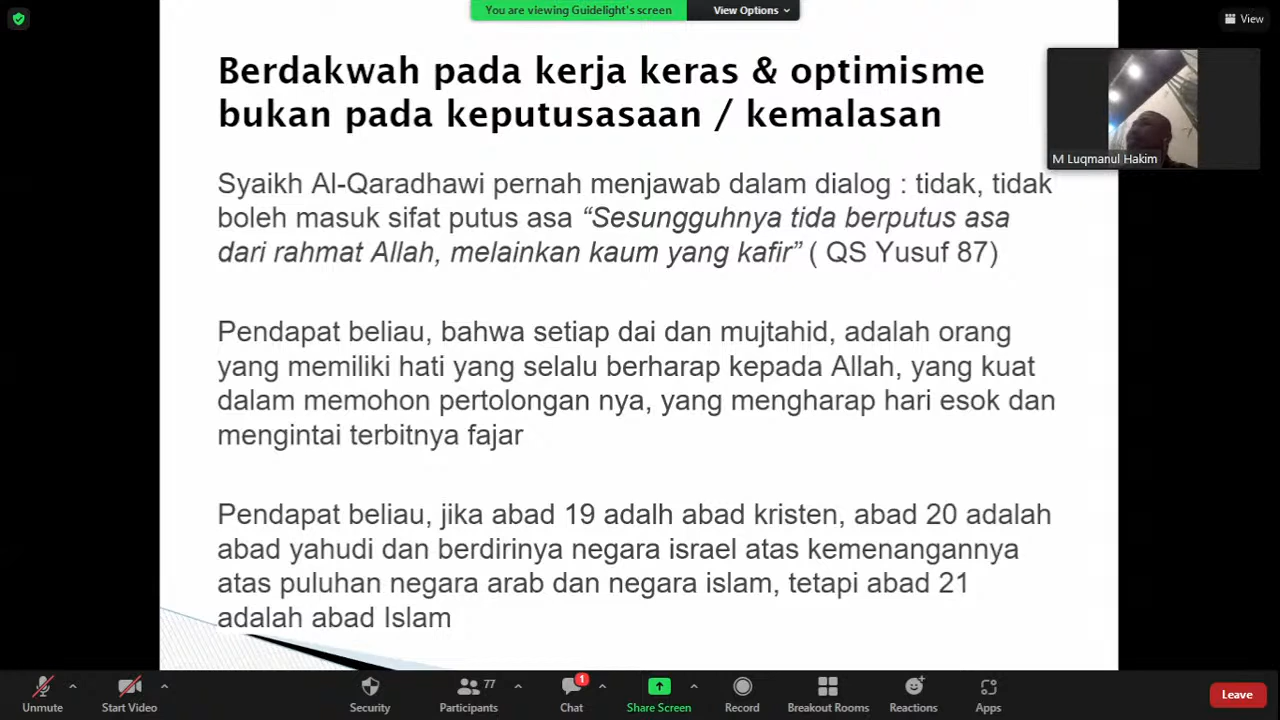 You are viewing Guidelight's screen
View Options
View
Berdakwah pada kerja keras & optimisme
bukan pada keputusasaan / kemalasan
M Luqmanul Hakim
Syaikh Al-Qaradhawi pernah menjawab dalam dialog : tidak, tidak
boleh masuk sifat putus asa “Sesungguhnya tida berputus asa
dari rahmat Allah, melainkan kaum yang kafir” ( QS Yusuf 87)
Pendapat beliau, bahwa setiap dai dan mujtahid, adalah orang
yang memiliki hati yang selalu berharap kepada Allah, yang kuat
dalam memohon pertolongan nya, yang mengharap hari esok dan
mengintai terbitnya fajar
Pendapat beliau, jika abad 19 adalh abad kristen, abad 20 adalah
abad yahudi dan berdirinya negara israel atas kemenangannya
atas puluhan negara arab dan negara islam, tetapi abad 21
adalah abad Islam
Unmute
Start Video
Security
77
Participants
1
Chat
Share Screen
Record
Breakout Rooms
Reactions
Apps
Leave